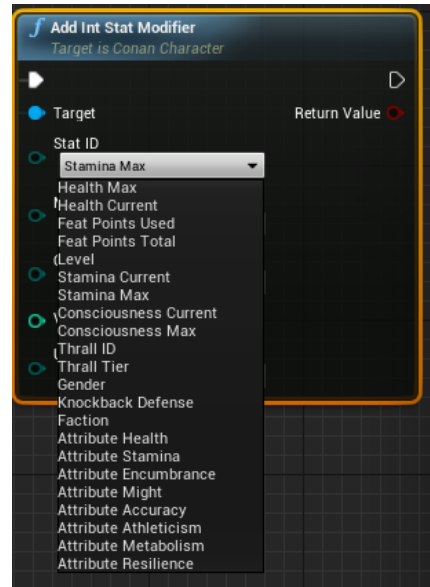 f Add Int Stat Modifier
Target is Conan Character
Target
Return Value
Stat ID
Stamina Max
Health Max
Health Current
Feat Points Used
Feat Points Total
Level
Stamina Current
Stamina Max
Consciousness Current
Consciousness Max
Thrall ID
Thrall Tier
Gender
Knockback Defense
Faction
Attribute Health
Attribute Stamina
Attribute Encumbrance
Attribute Might
Attribute Accuracy
Attribute Athleticism
Attribute Metabolism
Attribute Resilience